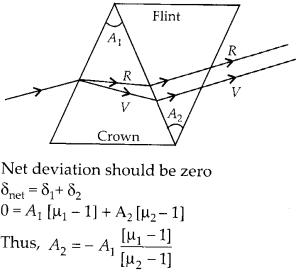 Flint
A₁
R
R
V
V
A₂
Crown
Net deviation should be zero
δnet = δ₁+ δ₂
0 = A₁ [μ₁ −1] + A₂ [μ₂ −1]
Thus, A₂ = − A₁ [μ₁ −1] / [μ₂ −1]